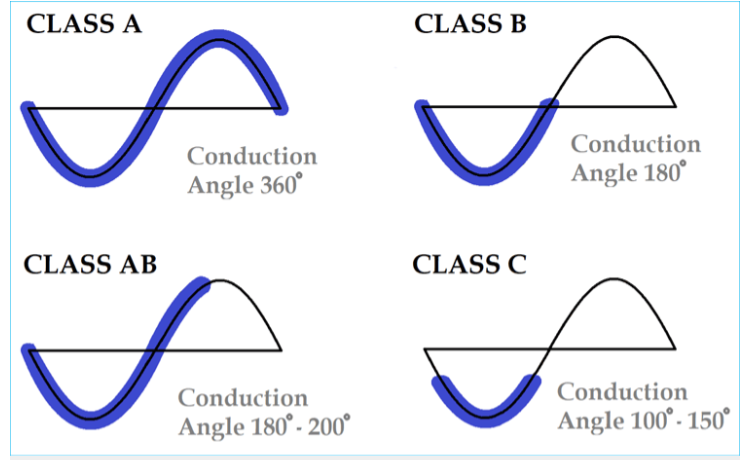 CLASS A
Conduction
Angle 360°
CLASS B
Conduction
Angle 180°
CLASS AB
Conduction
Angle 180° - 200°
CLASS C
Conduction
Angle 100° - 150°